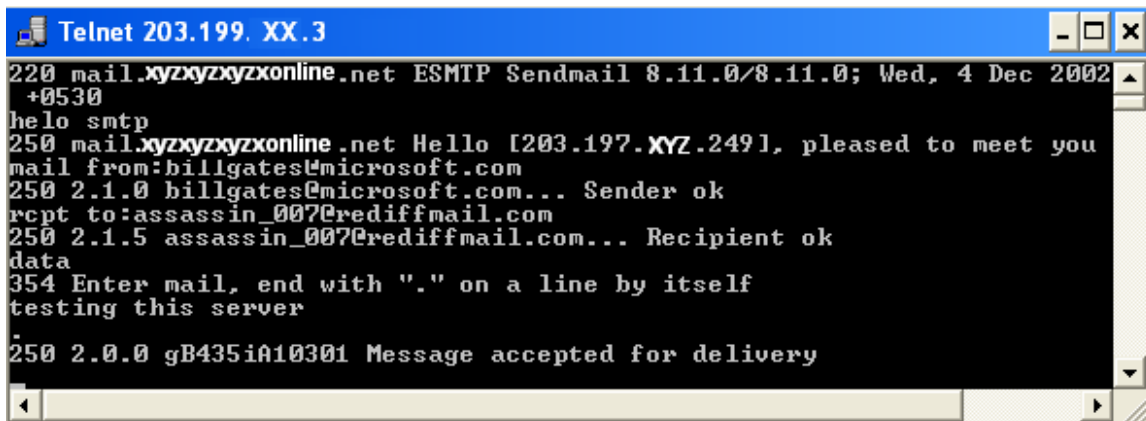 Telnet 203.199. XX.3
220 mail.xyzxyzxyzxonline.net ESMTP Sendmail 8.11.0/8.11.0; Wed, 4 Dec 2002
+0530
helo smtp
250 mail.xyzxyzxyzxonline.net Hello [203.197.XYZ.249], pleased to meet you
mail from:billgates@microsoft.com
250 2.1.0 billgates@microsoft.com... Sender ok
rcpt to:assassin_007@rediffmail.com
250 2.1.5 assassin_007@rediffmail.com... Recipient ok
data
354 Enter mail, end with "." on a line by itself
testing this server
.
250 2.0.0 gB435iA10301 Message accepted for delivery